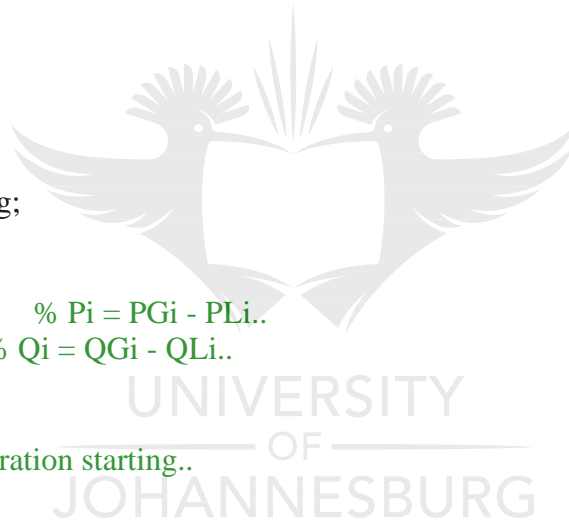 g;
% Pi = PGi - PLi..
% Qi = QGi - QLi..
UNIVERSITY
ration starting..
OF
JOHANNESBURG